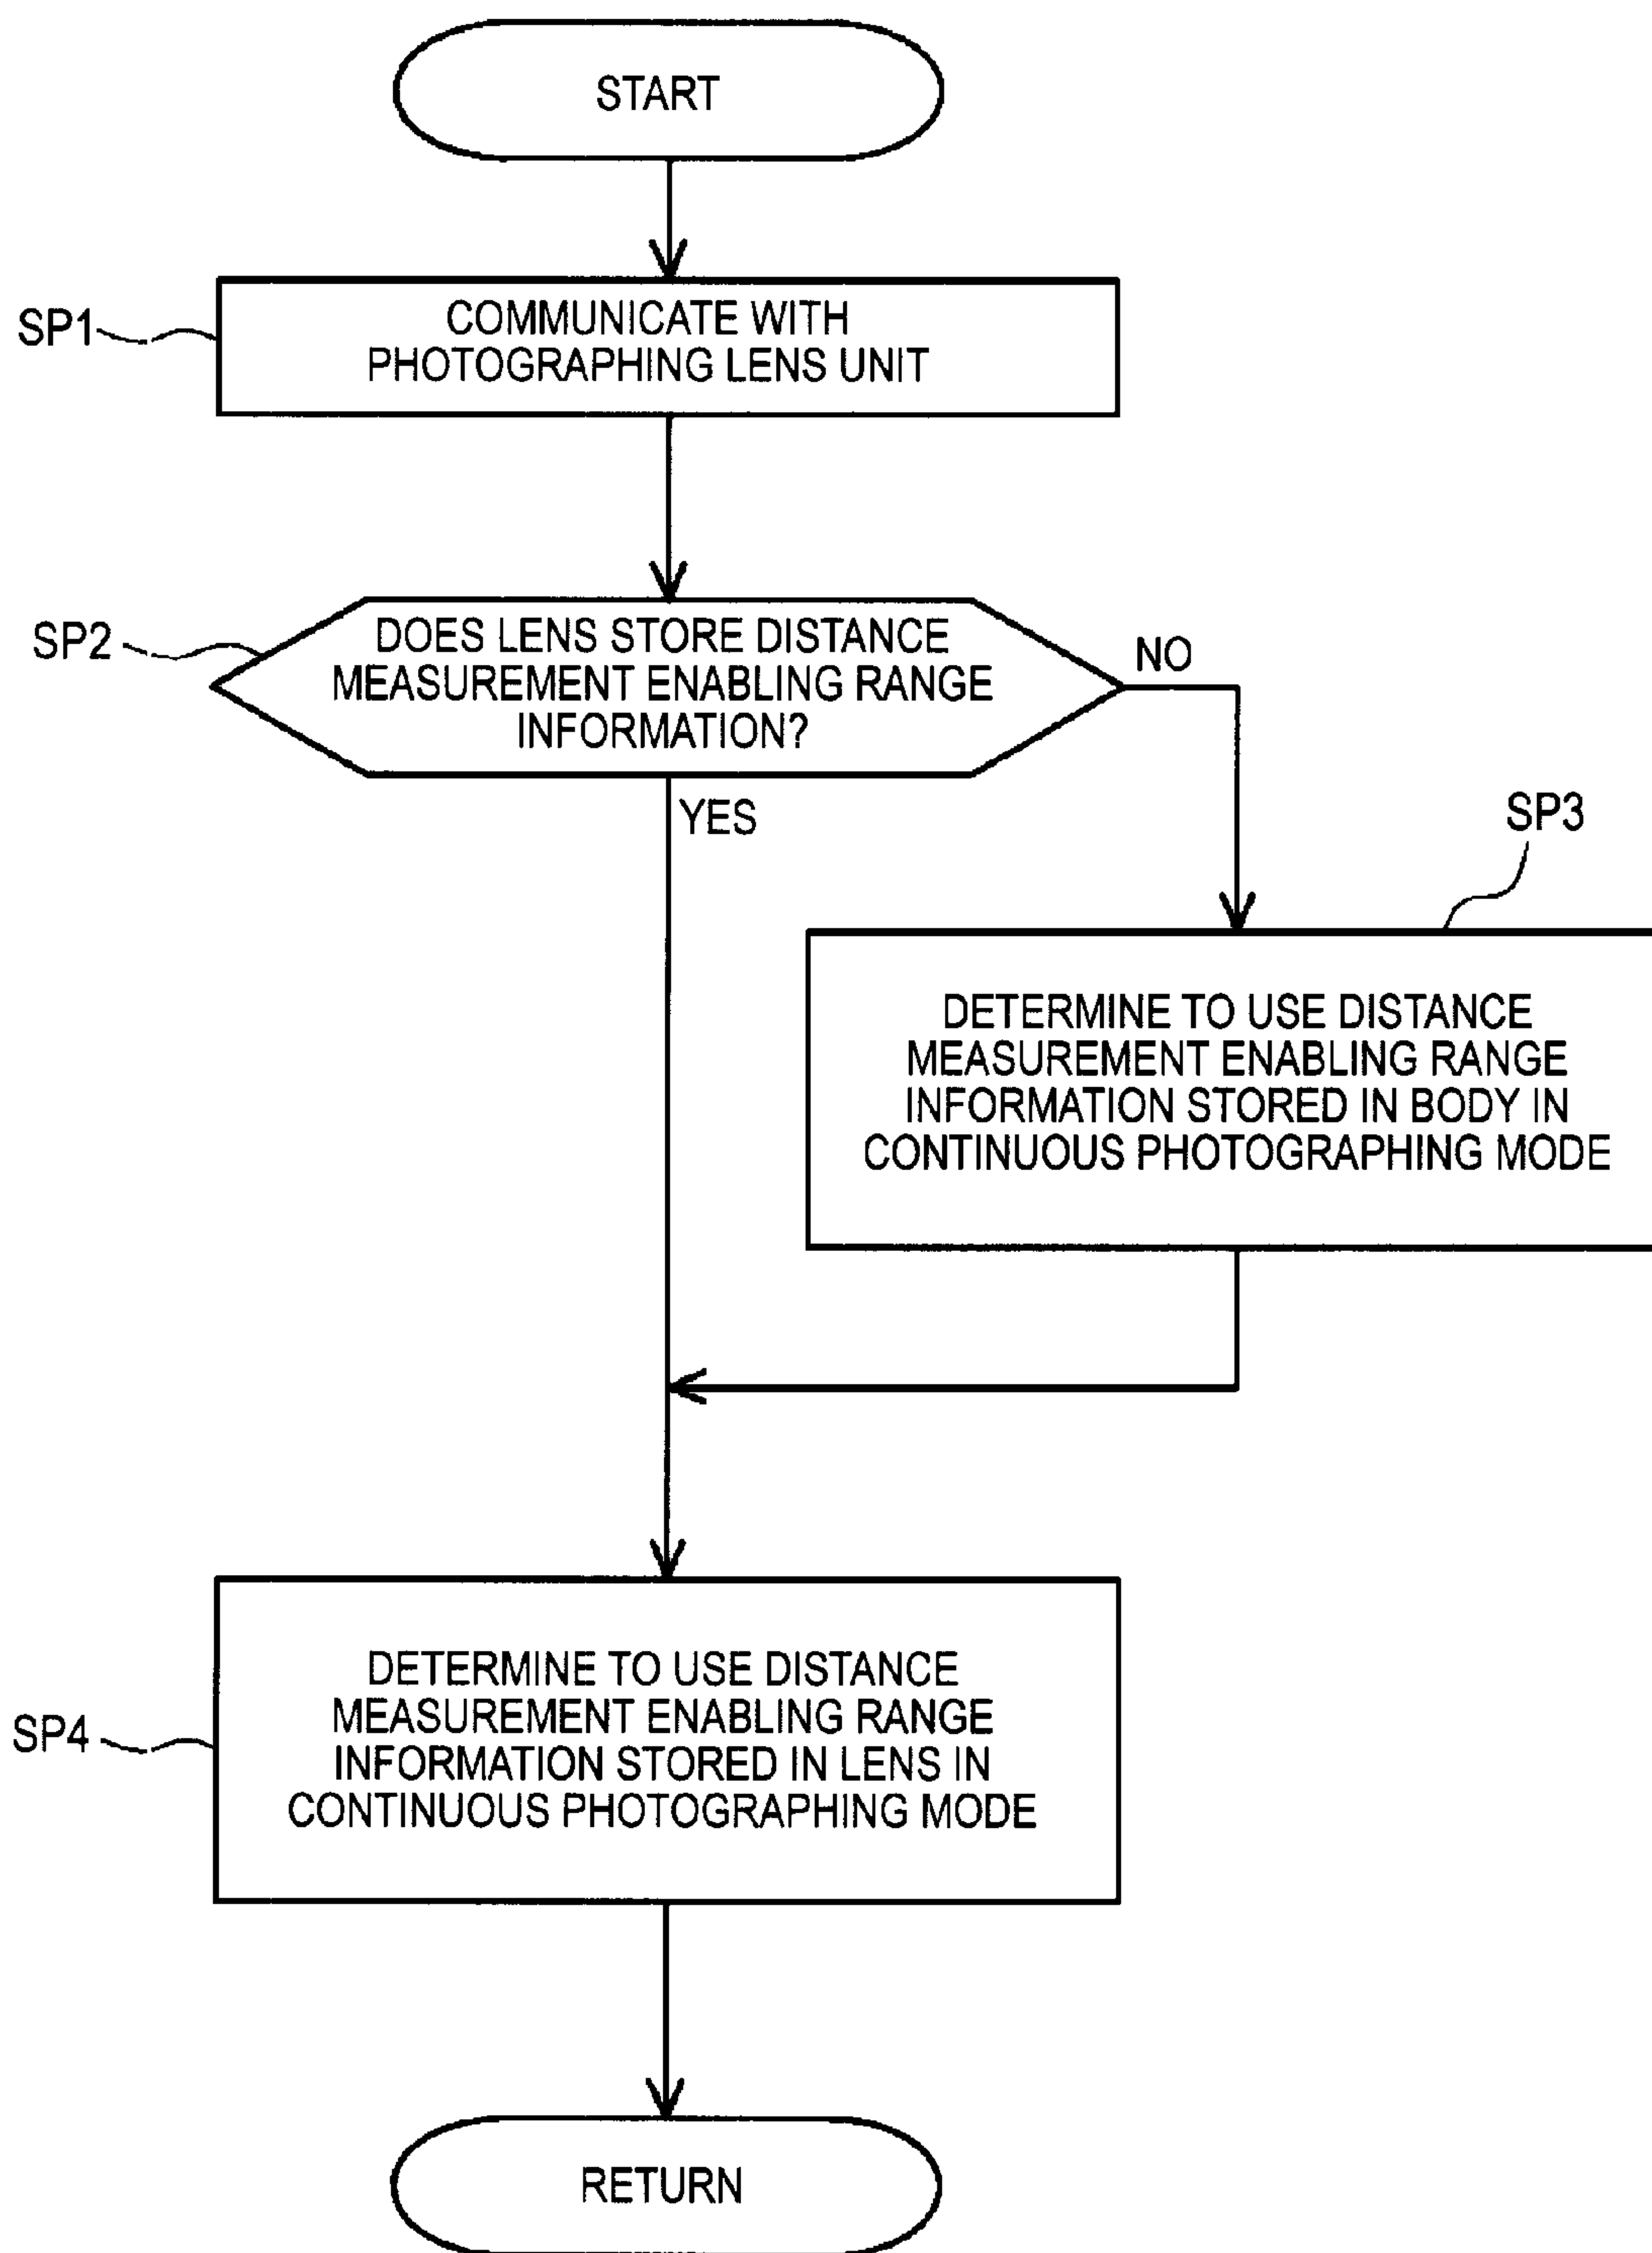 START
SP1
COMMUNICATE WITH
PHOTOGRAPHING LENS UNIT
SP2
DOES LENS STORE DISTANCE
MEASUREMENT ENABLING RANGE
INFORMATION?
NO
YES
SP3
DETERMINE TO USE DISTANCE
MEASUREMENT ENABLING RANGE
INFORMATION STORED IN BODY IN
CONTINUOUS PHOTOGRAPHING MODE
SP4
DETERMINE TO USE DISTANCE
MEASUREMENT ENABLING RANGE
INFORMATION STORED IN LENS IN
CONTINUOUS PHOTOGRAPHING MODE
RETURN